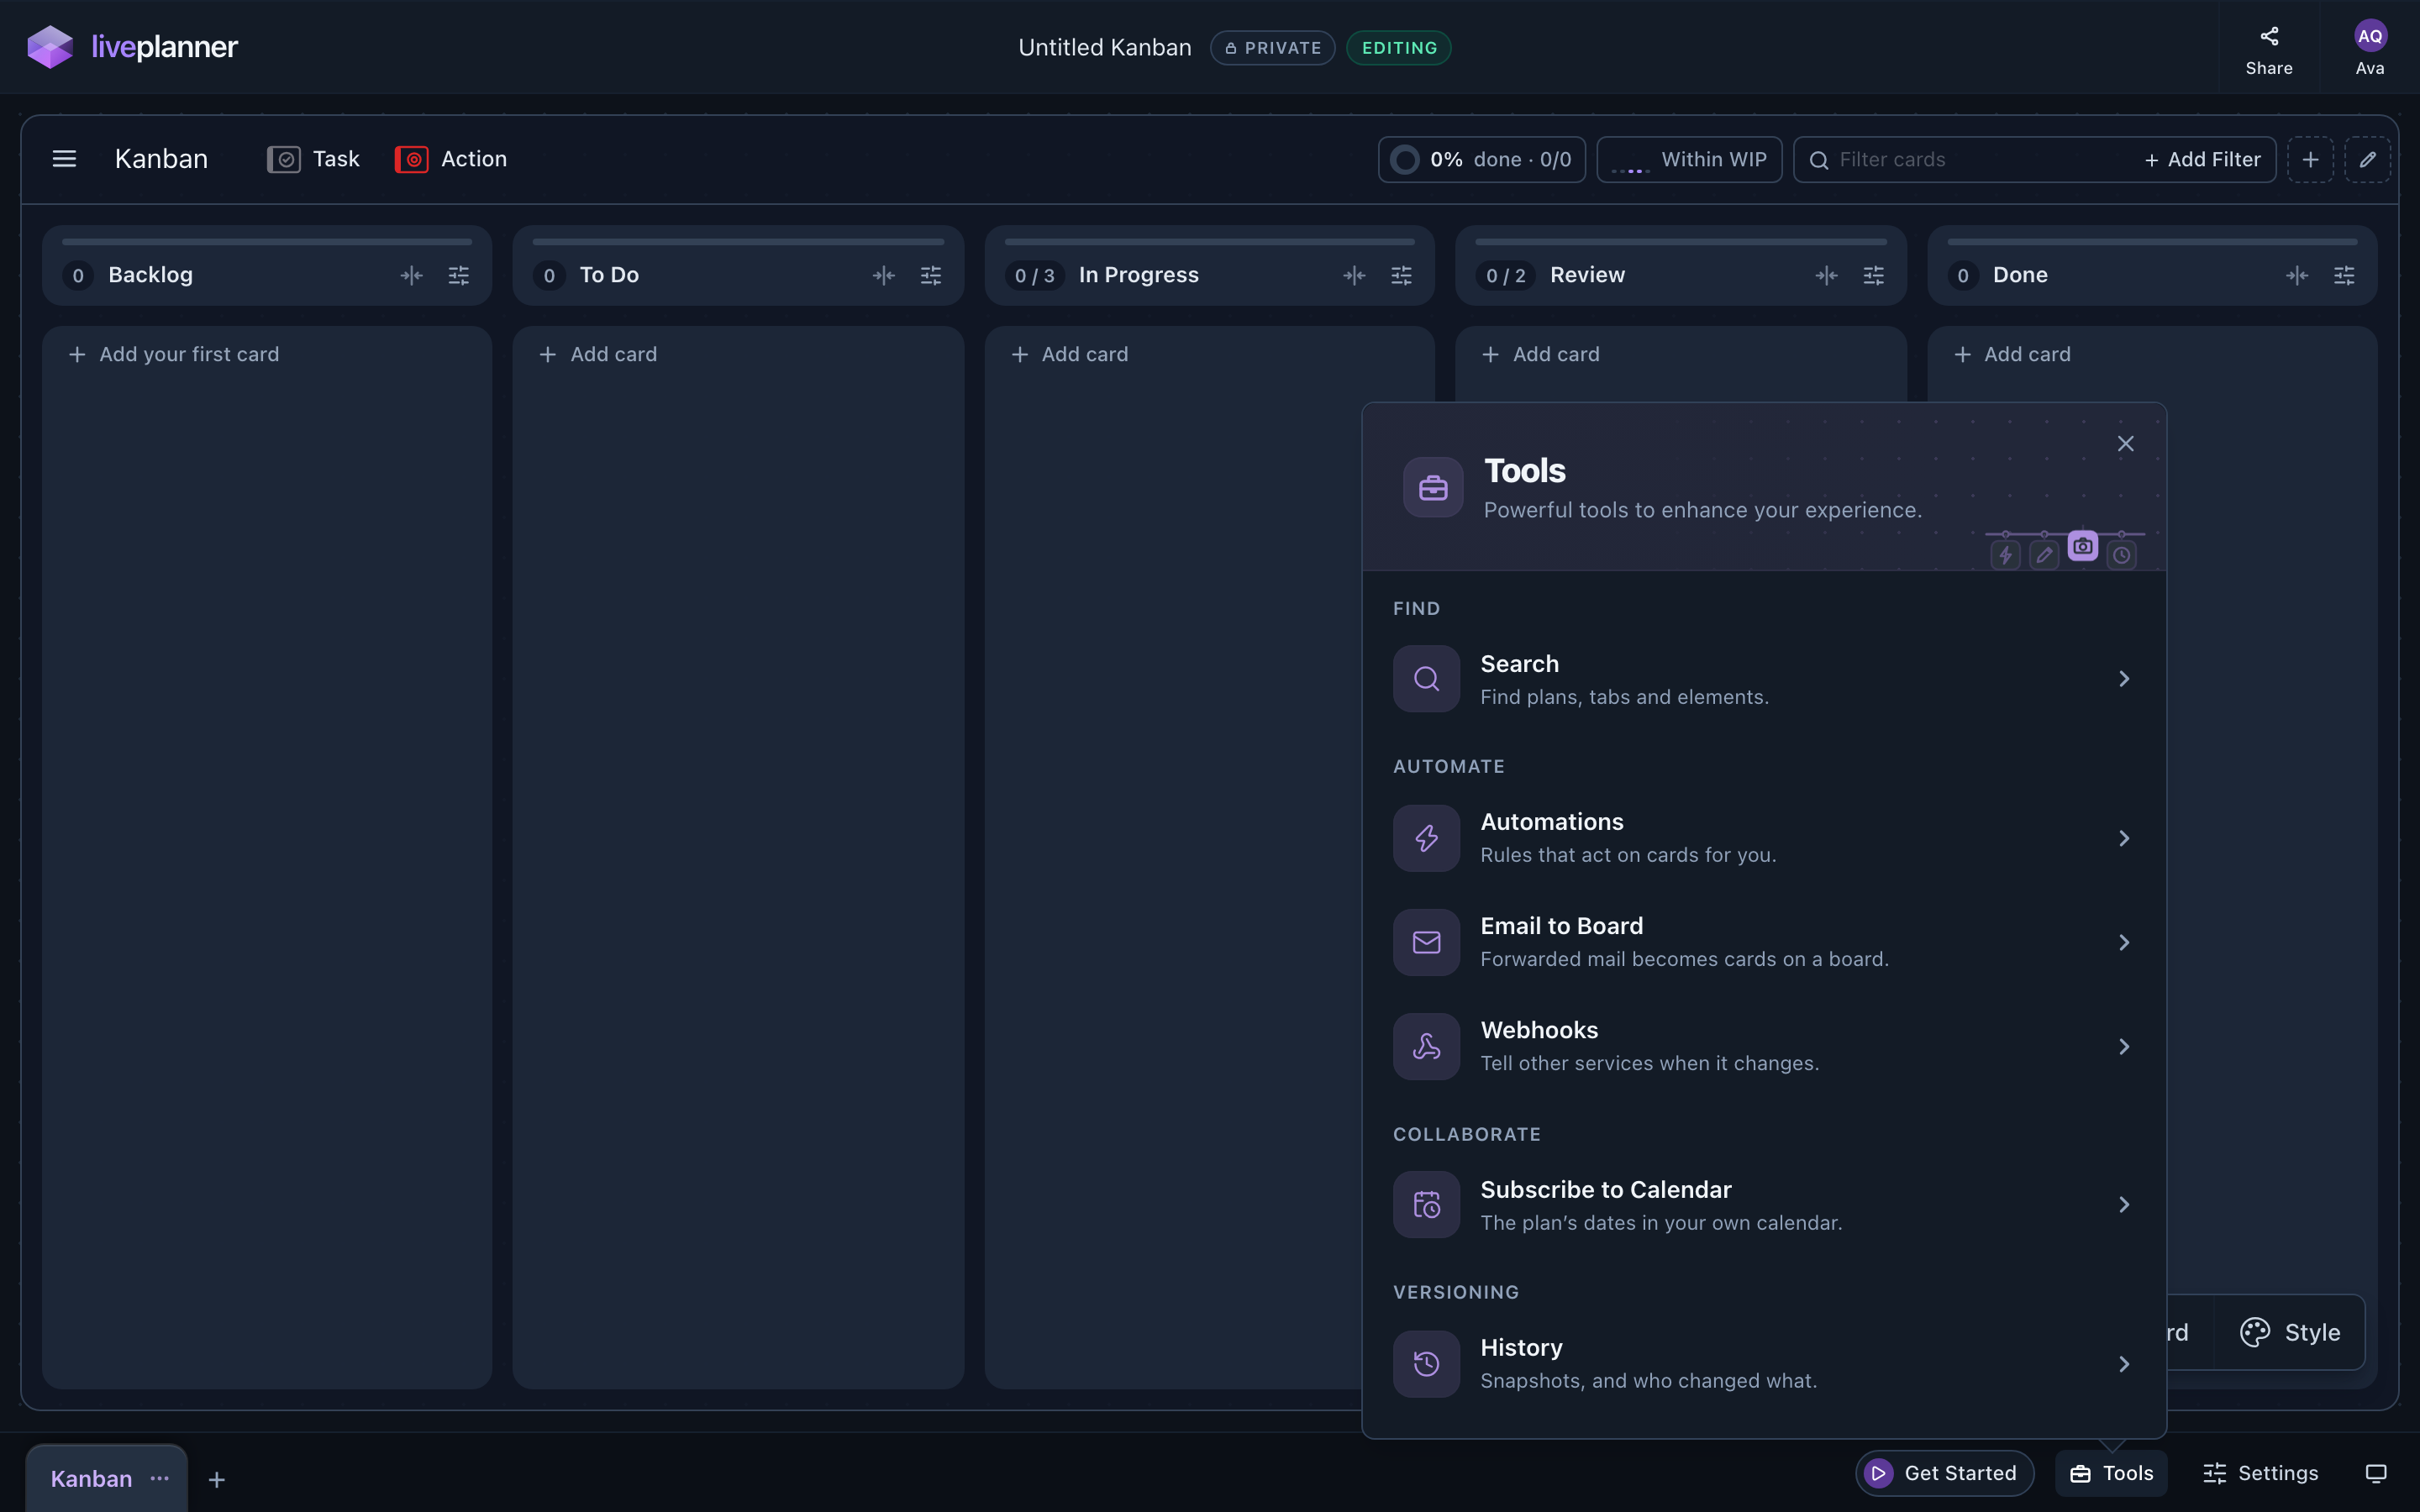 liveplanner
Untitled Kanban
PRIVATE
EDITING
Share
AQ
Ava
Kanban
Task
Action
0% done · 0/0
Within WIP
Filter cards
+ Add Filter
0 Backlog
0 To Do
0 / 3 In Progress
0 / 2 Review
0 Done
+ Add your first card
+ Add card
+ Add card
+ Add card
+ Add card
Tools
Powerful tools to enhance your experience.
FIND
Search
Find plans, tabs and elements.
AUTOMATE
Automations
Rules that act on cards for you.
Email to Board
Forwarded mail becomes cards on a board.
Webhooks
Tell other services when it changes.
COLLABORATE
Subscribe to Calendar
The plan’s dates in your own calendar.
VERSIONING
History
Snapshots, and who changed what.
rd
Style
Kanban
Get Started
Tools
Settings